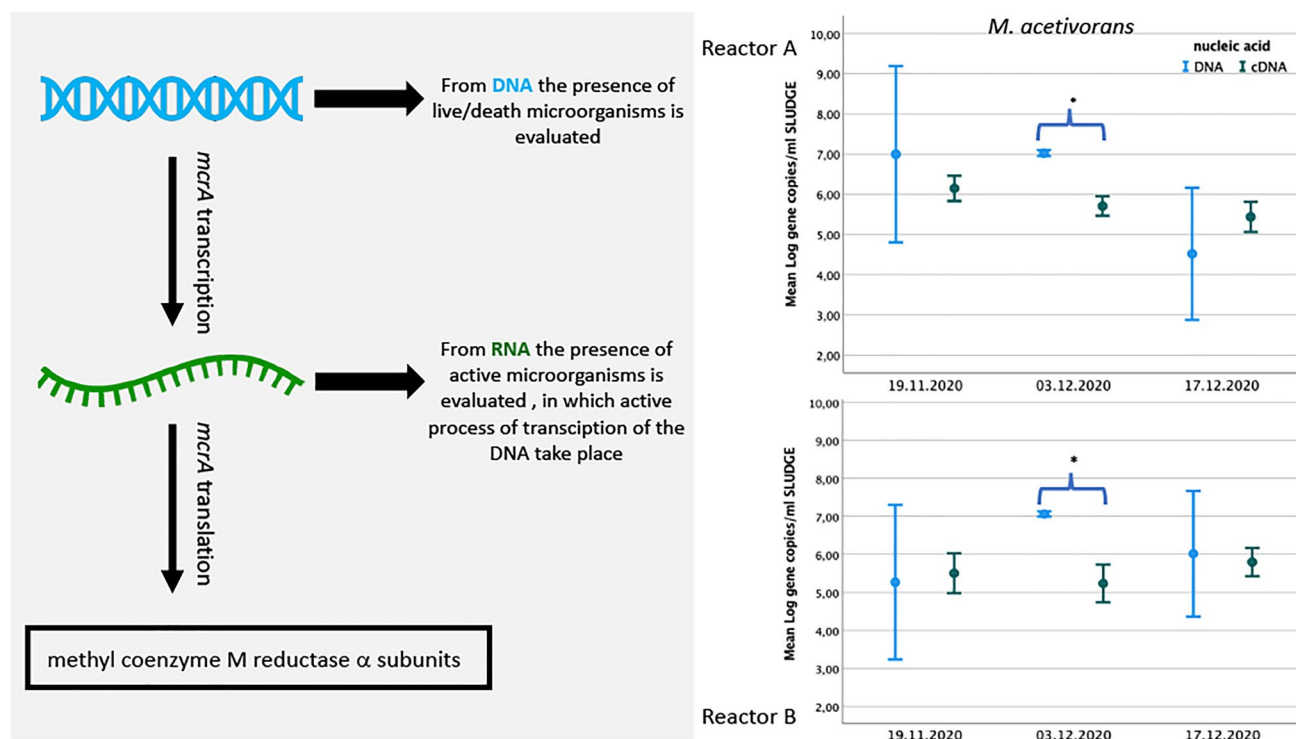 From DNA the presence of
live/death microorganisms is
evaluated
mcrA transcription
From RNA the presence of
active microorganisms is
evaluated , in which active
process of transciption of the
DNA take place
mcrA translation
methyl coenzyme M reductase α subunits
Reactor A
M. acetivorans
nucleic acid
DNA cDNA
*
Mean Log gene copies/ml SLUDGE
10,00
9,00
8,00
7,00
6,00
5,00
4,00
3,00
2,00
19.11.2020 03.12.2020 17.12.2020
Reactor B
*
Mean Log gene copies/ml SLUDGE
10,00
9,00
8,00
7,00
6,00
5,00
4,00
3,00
2,00
19.11.2020 03.12.2020 17.12.2020